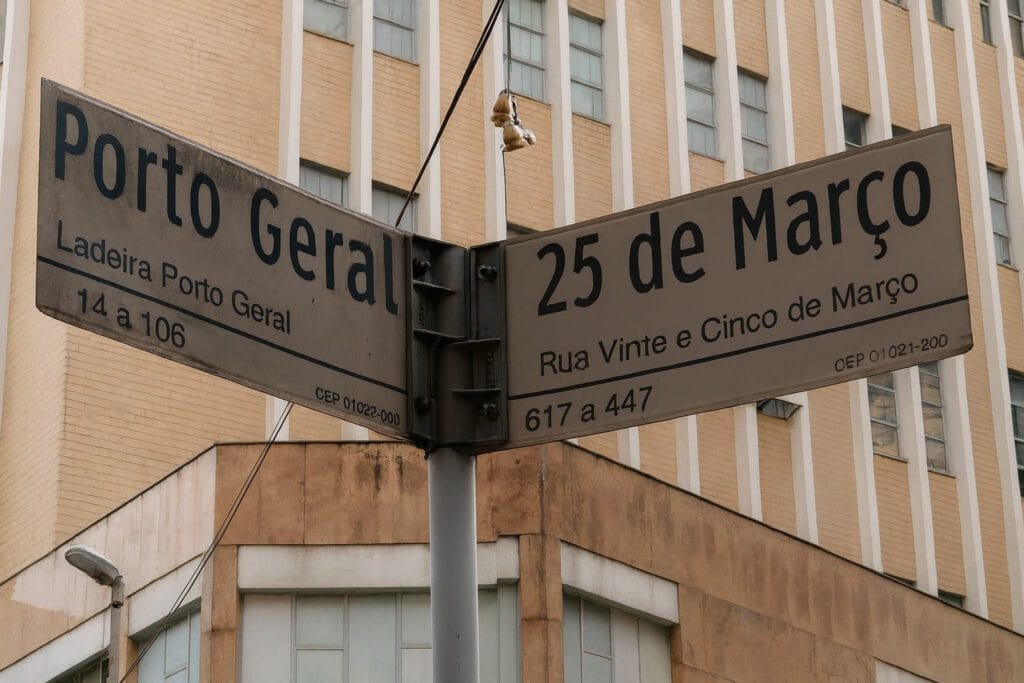 Porto Geral
Ladeira Porto Geral
14 a 106
CEP 01022-000
25 de Março
Rua Vinte e Cinco de Março
617 a 447
CEP 01021-200